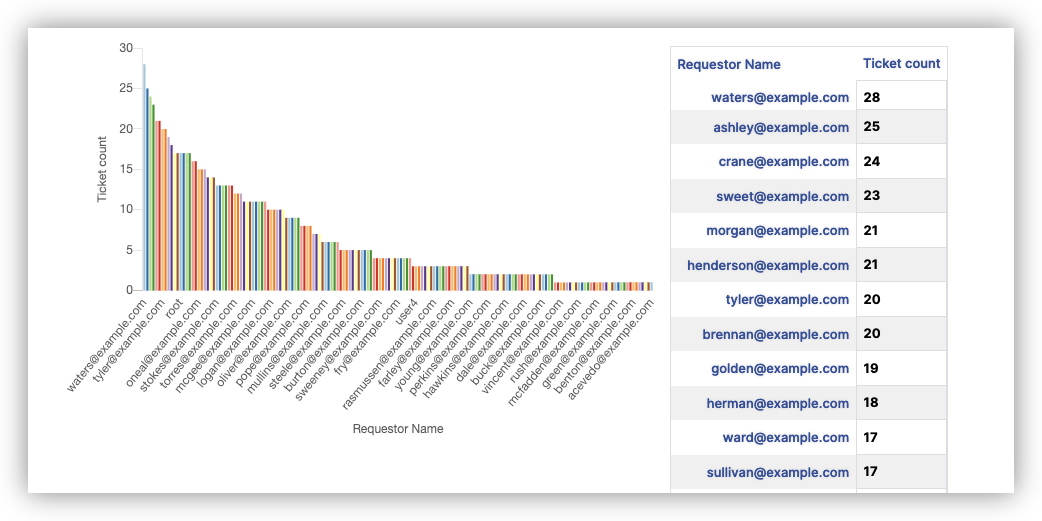 30
25
20
15
10
5
0
Ticket count
waters@example.com
tyler@example.com
root
oneal@example.com
stokes@example.com
torres@example.com
mcgee@example.com
logan@example.com
oliver@example.com
pope@example.com
mullins@example.com
steele@example.com
burton@example.com
sweeney@example.com
fry@example.com
user4
rasmussen@example.com
farley@example.com
young@example.com
perkins@example.com
hawkins@example.com
dale@example.com
buck@example.com
vincent@example.com
rush@example.com
mcfadden@example.com
green@example.com
benton@example.com
acevedo@example.com
Requestor Name
Requestor Name Ticket count
waters@example.com 28
ashley@example.com 25
crane@example.com 24
sweet@example.com 23
morgan@example.com 21
henderson@example.com 21
tyler@example.com 20
brennan@example.com 20
golden@example.com 19
herman@example.com 18
ward@example.com 17
sullivan@example.com 17